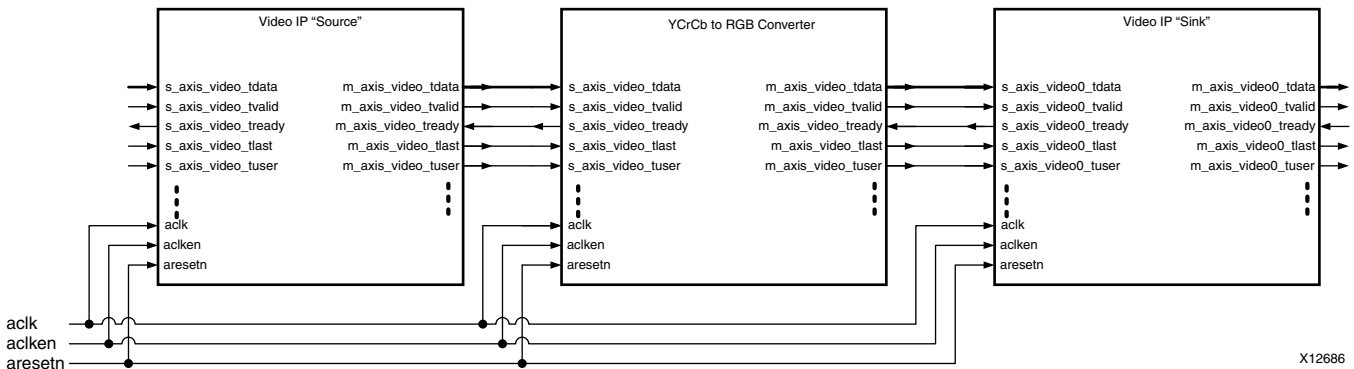 Video IP “Source”
s_axis_video_tdata
s_axis_video_tvalid
s_axis_video_tready
s_axis_video_tlast
s_axis_video_tuser
aclk
aclken
aresetn
m_axis_video_tdata
m_axis_video_tvalid
m_axis_video_tready
m_axis_video_tlast
m_axis_video_tuser
YCrCb to RGB Converter
s_axis_video_tdata
s_axis_video_tvalid
s_axis_video_tready
s_axis_video_tlast
s_axis_video_tuser
aclk
aclken
aresetn
m_axis_video_tdata
m_axis_video_tvalid
m_axis_video_tready
m_axis_video_tlast
m_axis_video_tuser
Video IP “Sink”
s_axis_video0_tdata
s_axis_video0_tvalid
s_axis_video0_tready
s_axis_video0_tlast
s_axis_video0_tuser
aclk
aclken
aresetn
m_axis_video0_tdata
m_axis_video0_tvalid
m_axis_video0_tready
m_axis_video0_tlast
m_axis_video0_tuser
aclk
aclken
aresetn
X12686